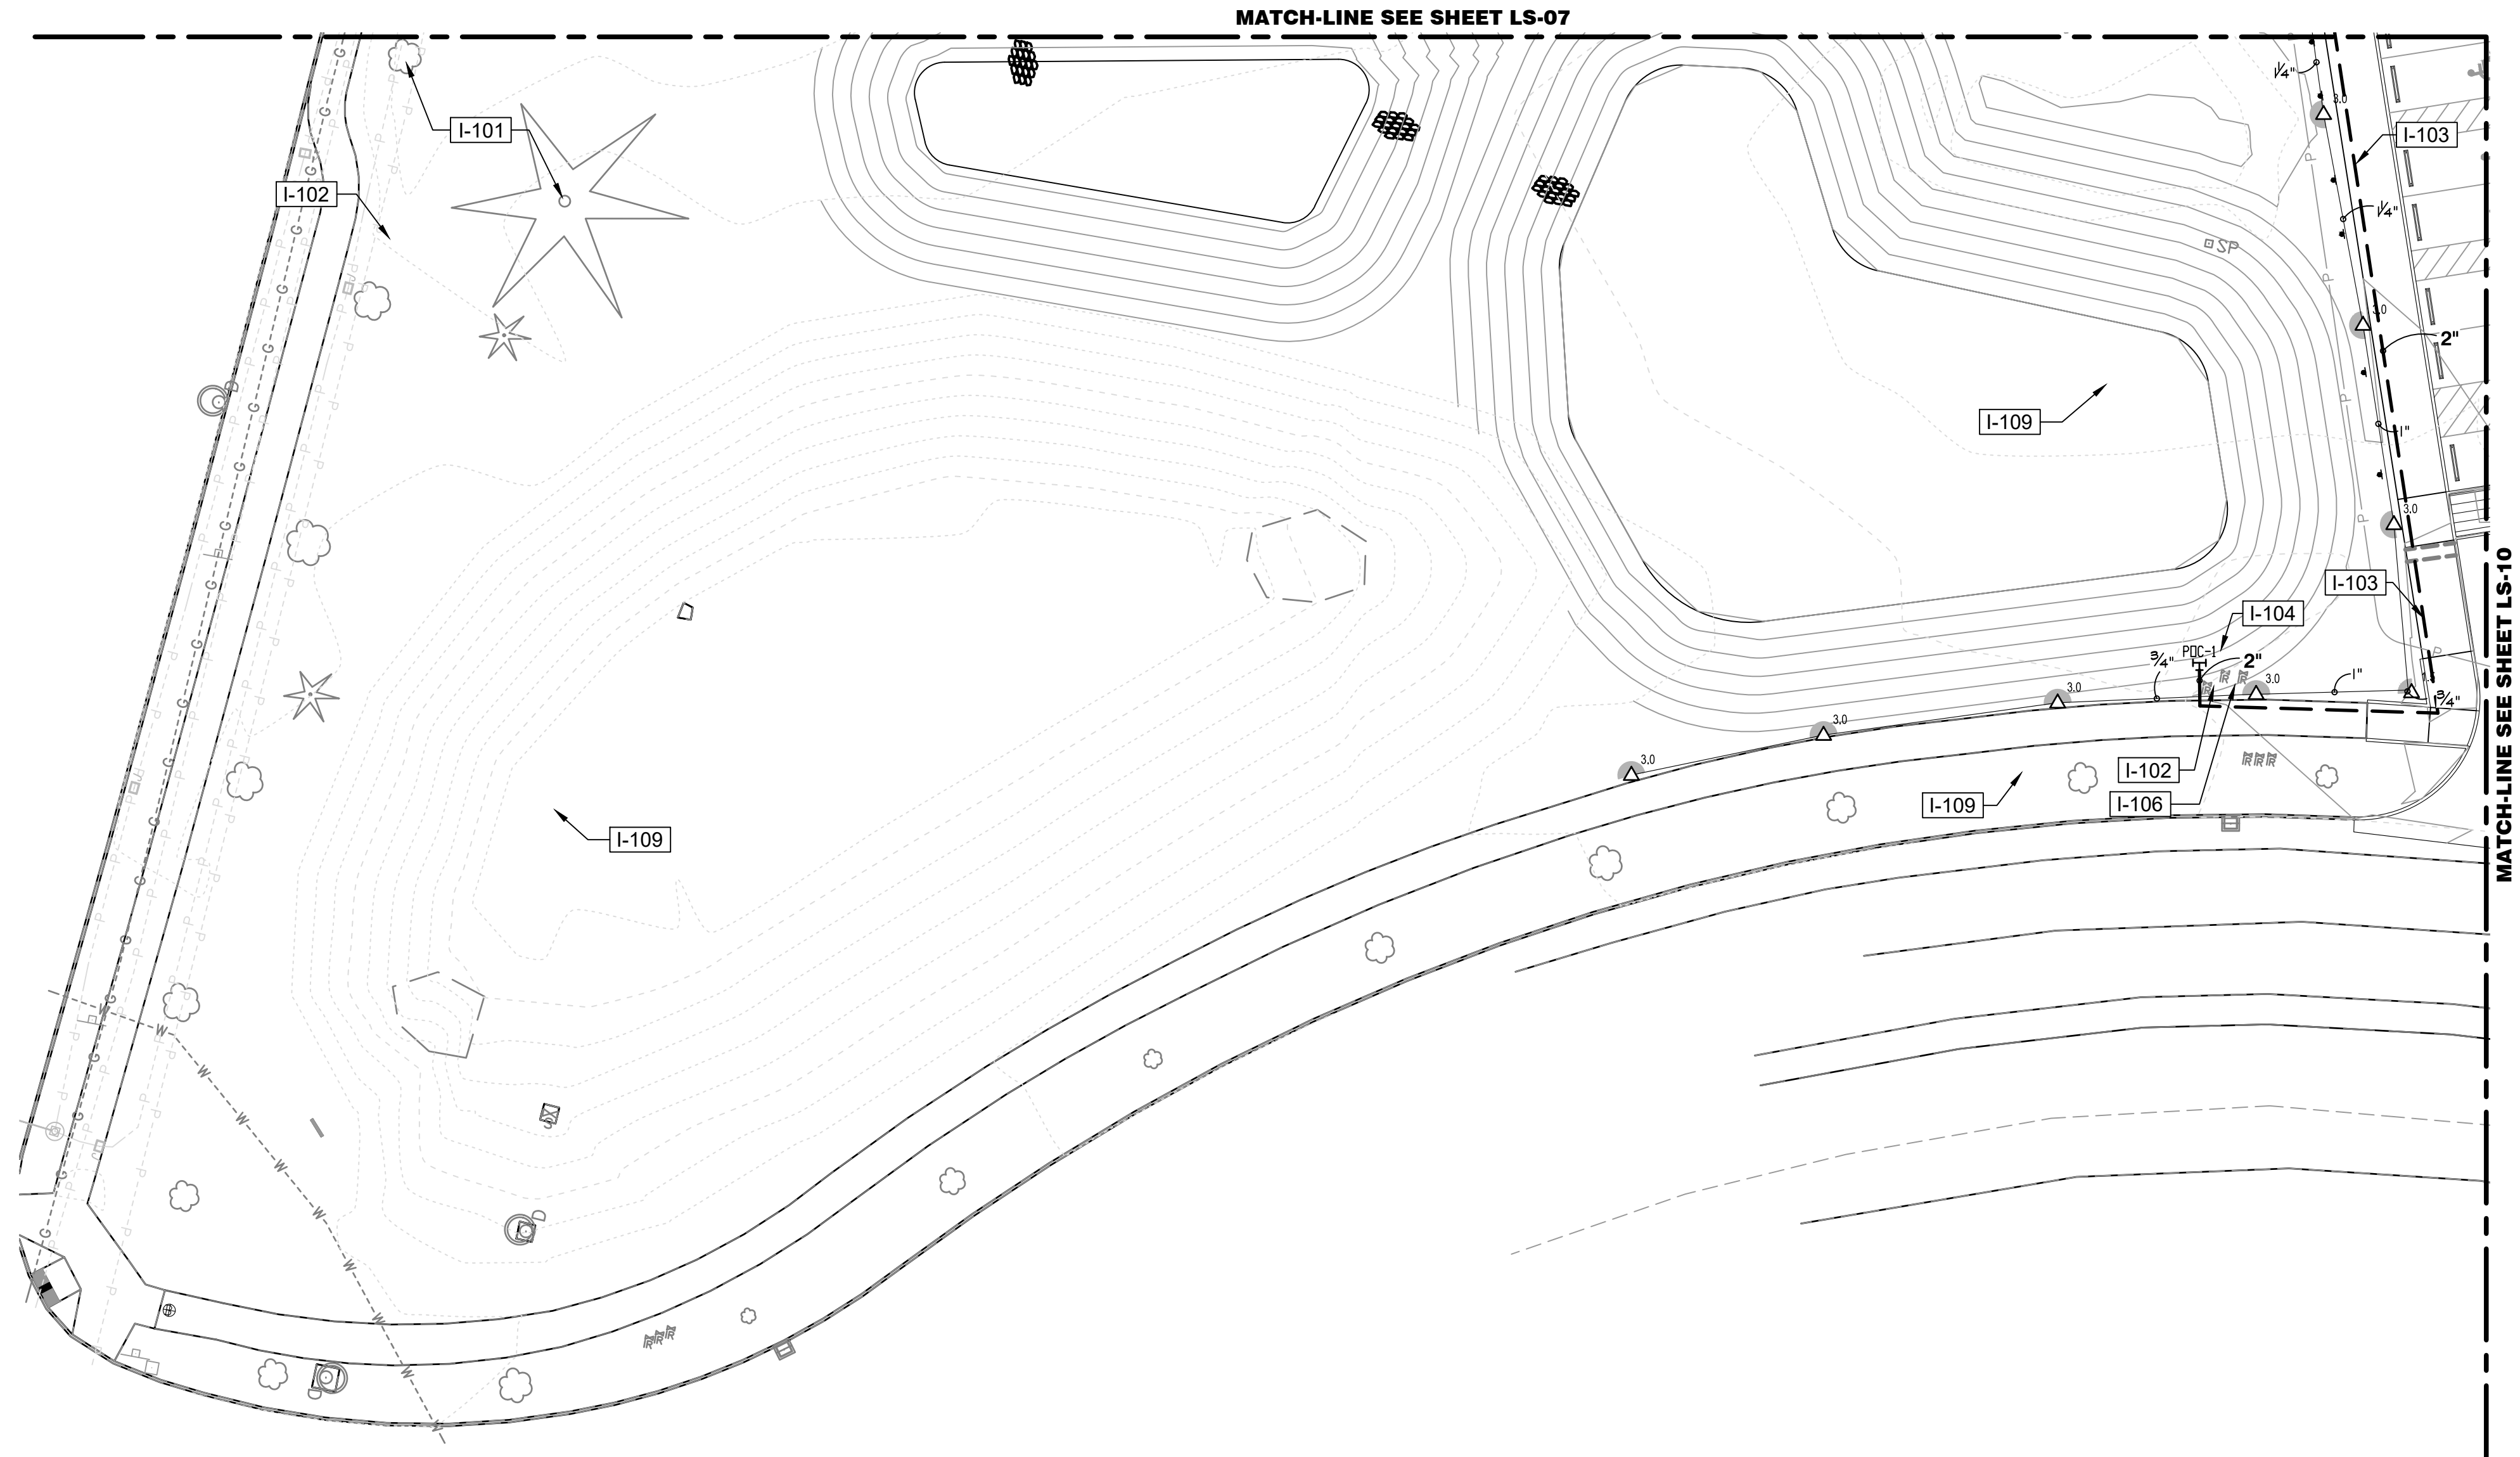 MATCH-LINE SEE SHEET LS-07
I-101
I-102
1/4"
3.0
I-103
1/4"
SP
3.0
2"
I-109
1"
3.0
I-103
I-104
POC-1
3/4"
2"
3.0
1"
3/4"
3.0
3.0
3.0
I-102
I-109
I-106
I-109
MATCH-LINE SEE SHEET LS-10
D
S
D
D
G
P
W
J